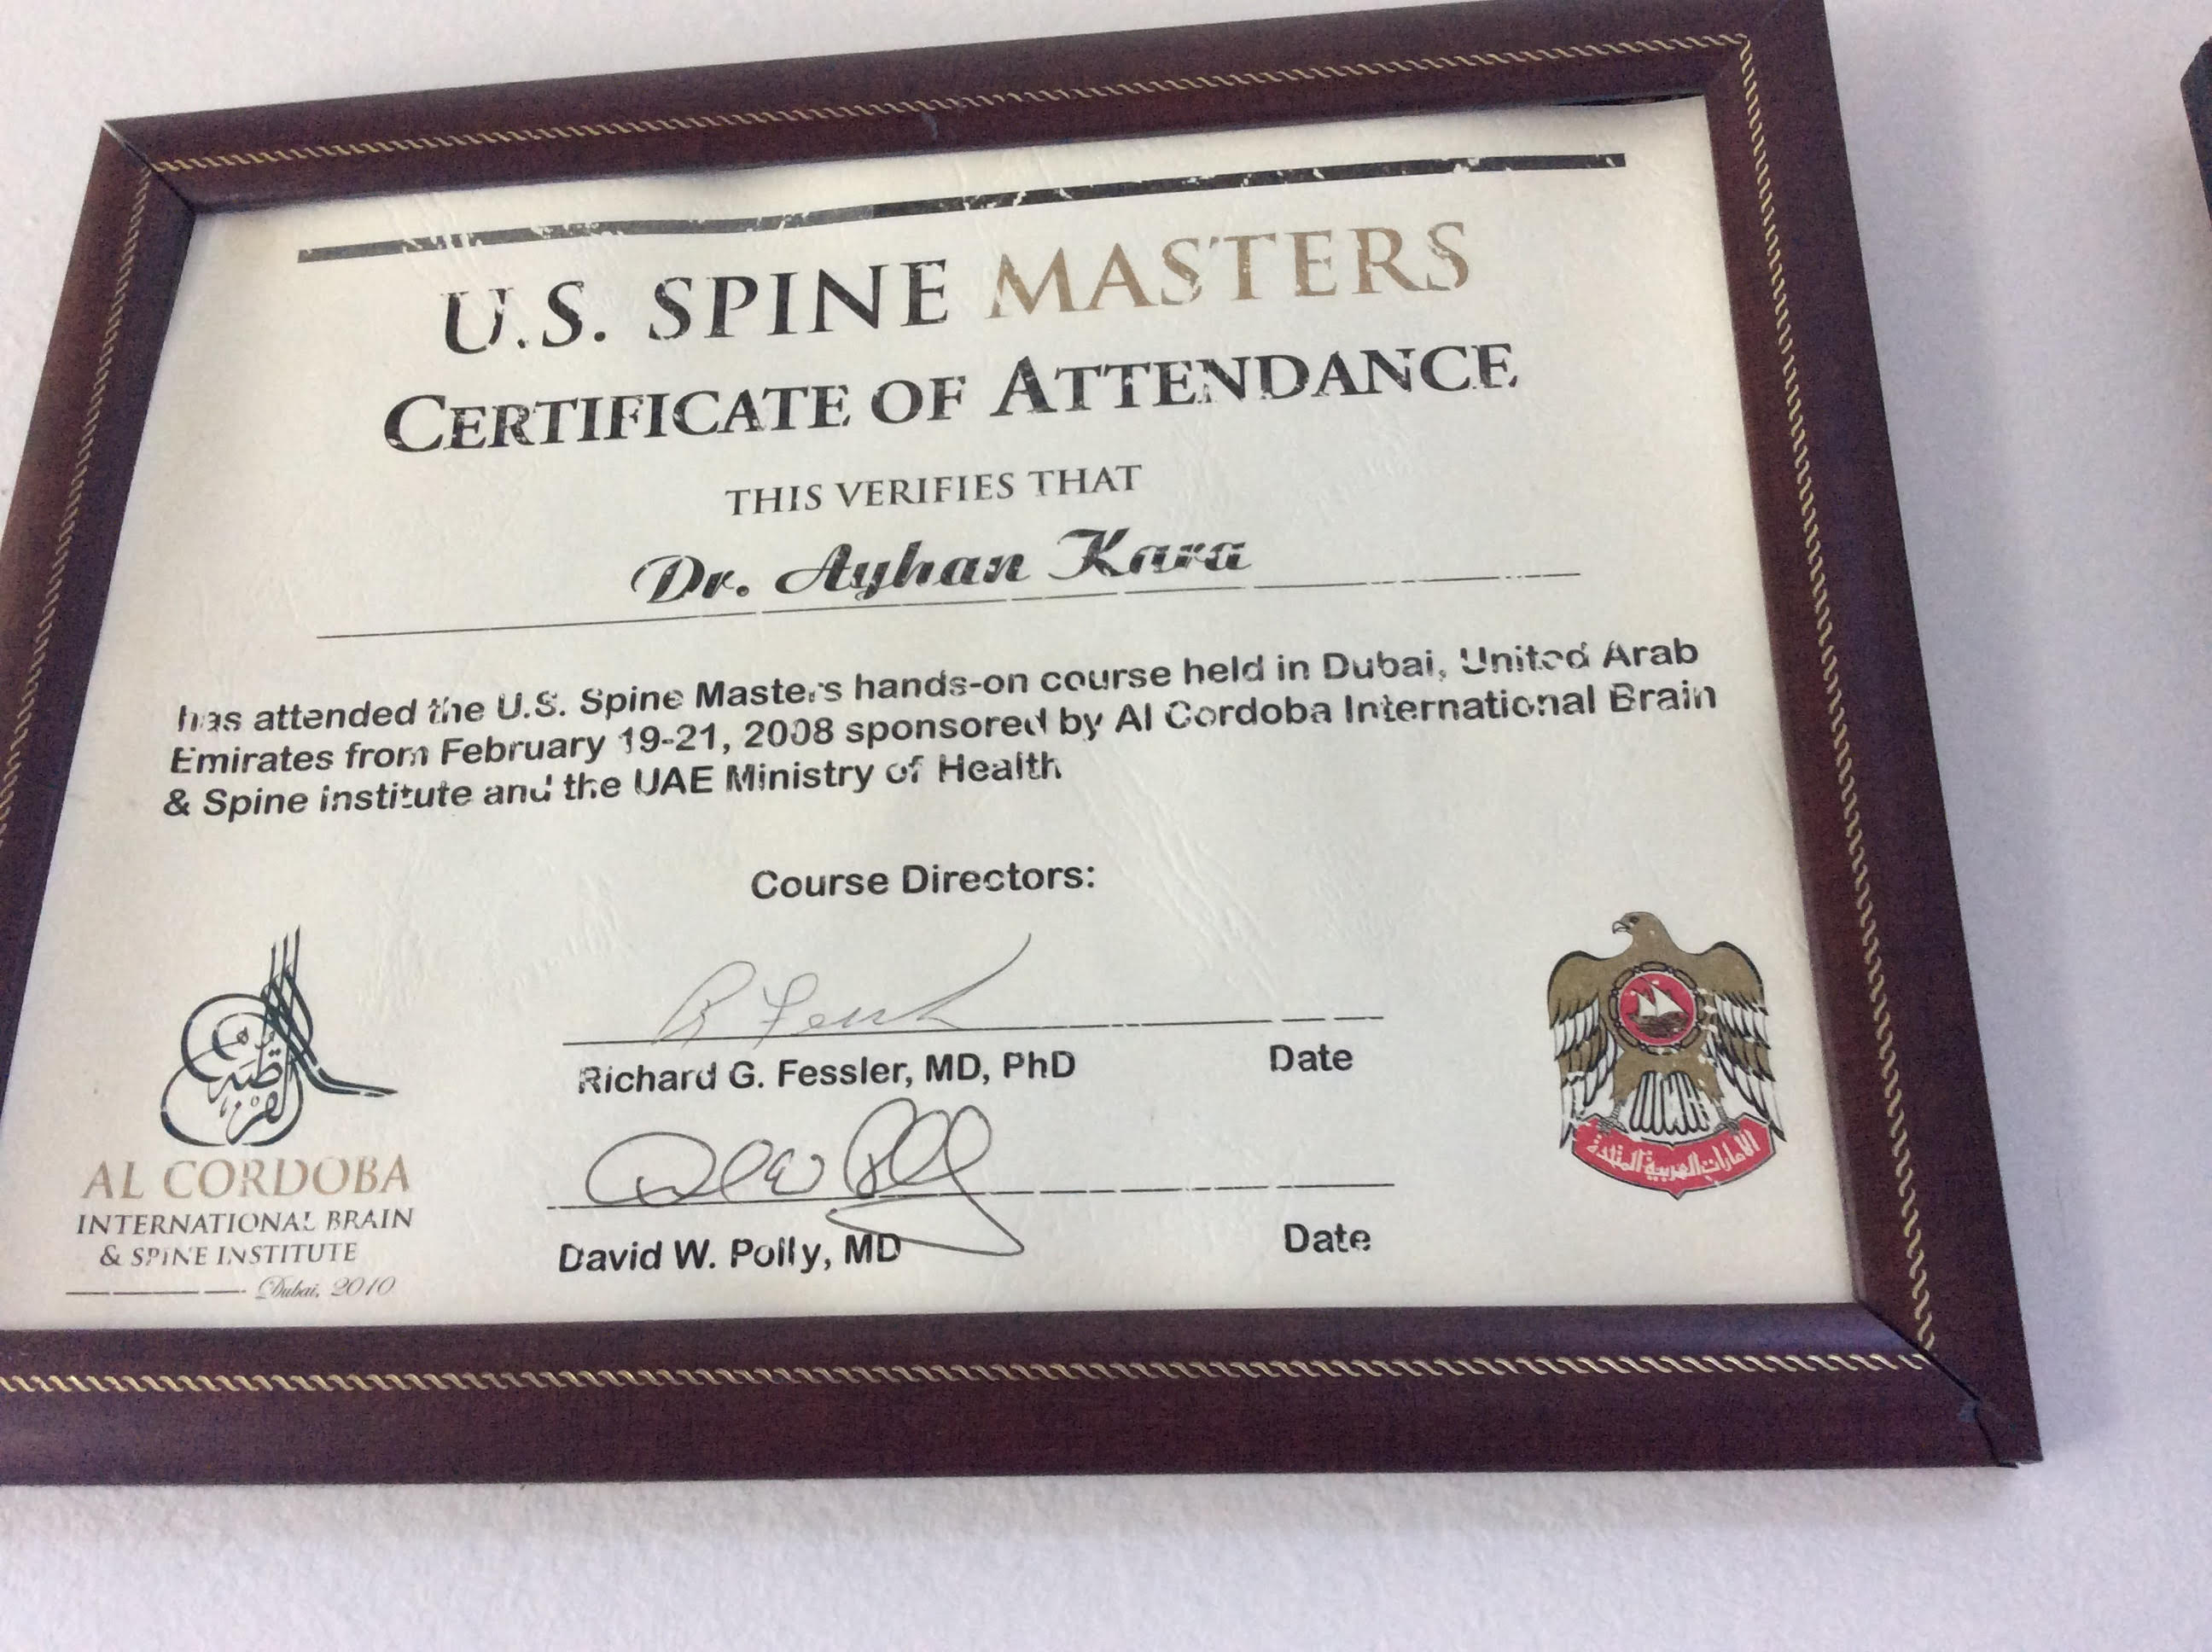 U.S. SPINE MASTERS
CERTIFICATE OF ATTENDANCE
THIS VERIFIES THAT
Dr. Ayhan Kara
has attended the U.S. Spine Masters hands-on course held in Dubai, United Arab
Emirates from February 19-21, 2008 sponsored by Al Cordoba International Brain
& Spine institute and the UAE Ministry of Health
Course Directors:
R Fessler
Richard G. Fessler, MD, PhD Date
David W. Polly, MD Date
القرطبة
AL CORDOBA
INTERNATIONAL BRAIN
& SPINE INSTITUTE
Dubai, 2010
الامارات العربية المتحدة